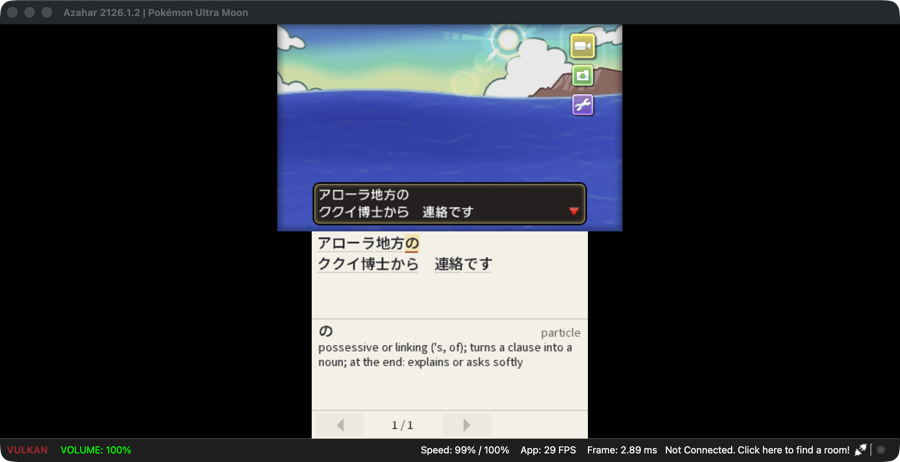 Azahar 2126.1.2 | Pokémon Ultra Moon
アローラ地方の
ククイ博士から　連絡です
アローラ地方の
ククイ博士から　連絡です
の
particle
possessive or linking ('s, of); turns a clause into a
noun; at the end: explains or asks softly
1 / 1
VULKAN
VOLUME: 100%
Speed: 99% / 100%
App: 29 FPS
Frame: 2.89 ms
Not Connected. Click here to find a room!